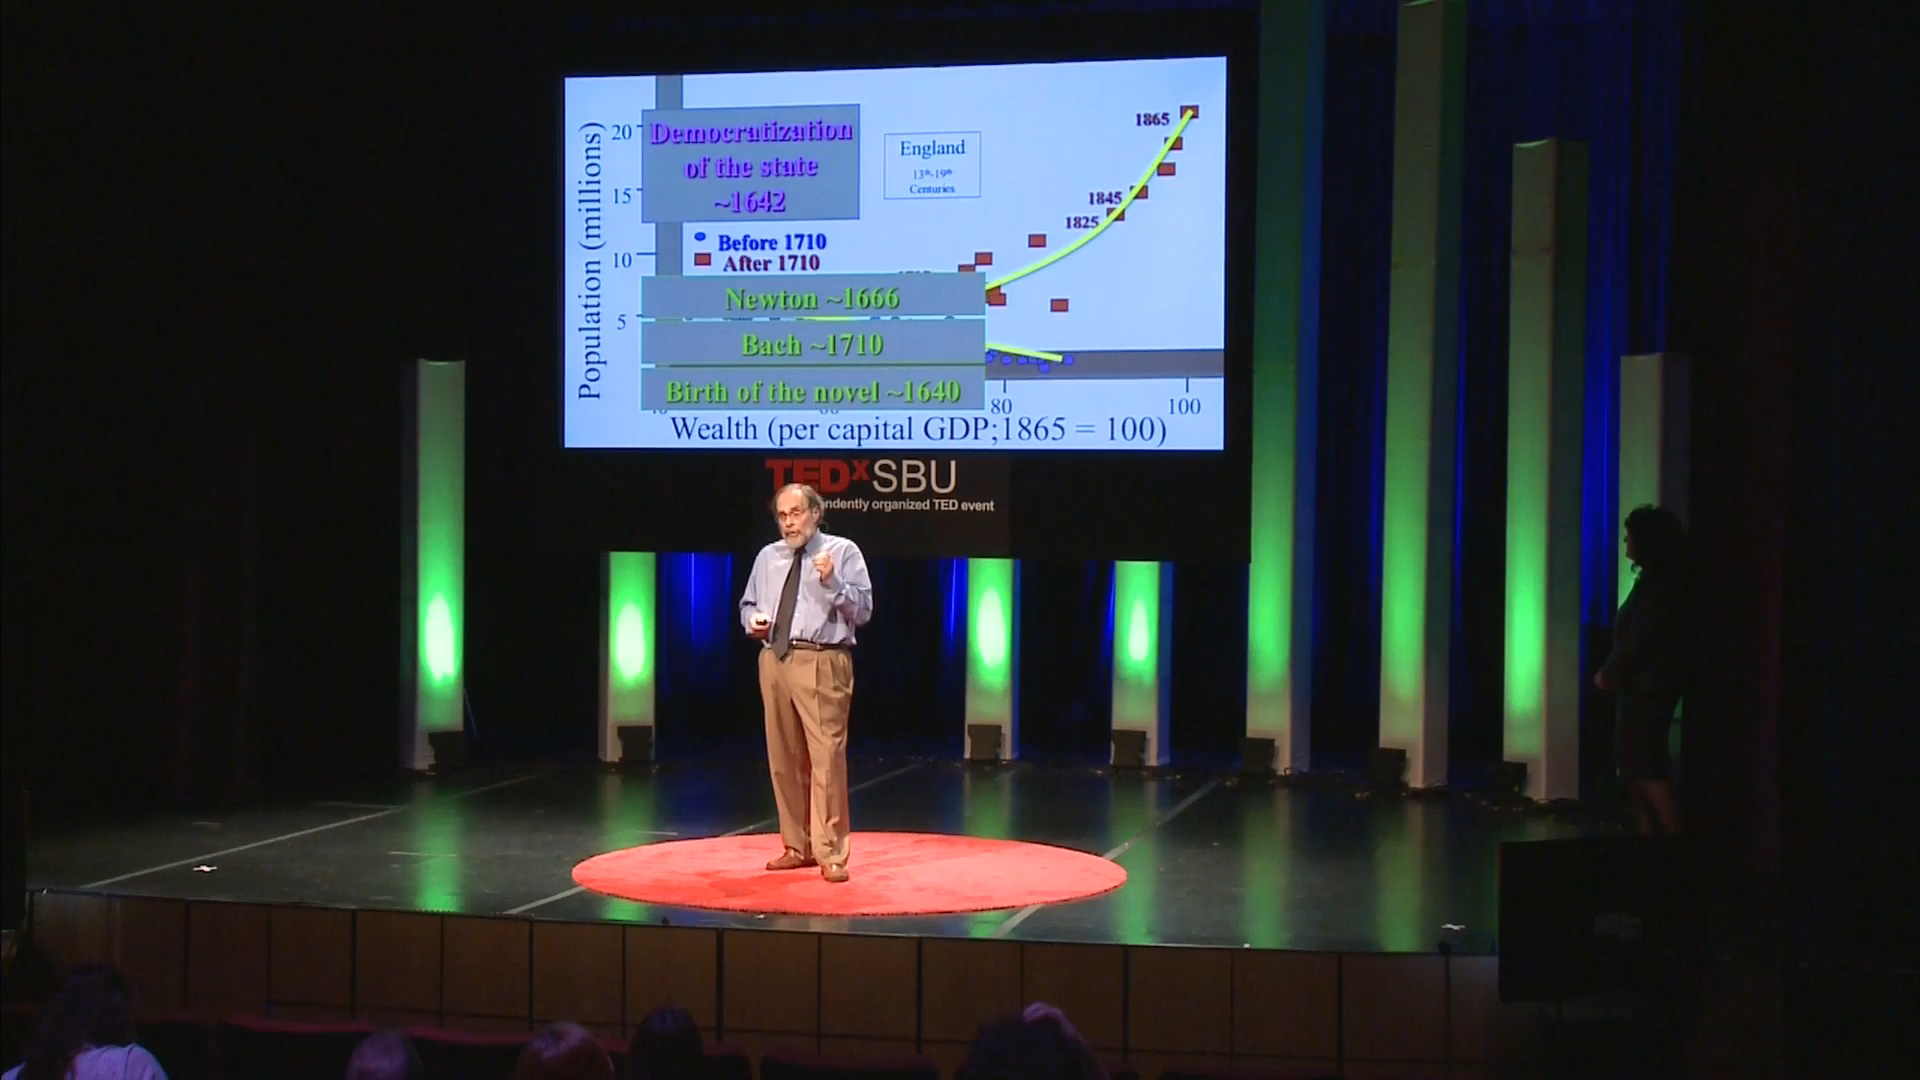 Population (millions)
20
15
10
5
Democratization
of the state
~1642
England
13th-19th
Centuries
1865
1845
1825
Before 1710
After 1710
Newton ~1666
Bach ~1710
Birth of the novel ~1640
80
100
Wealth (per capital GDP;1865 = 100)
TEDxSBU
ndently organized TED event